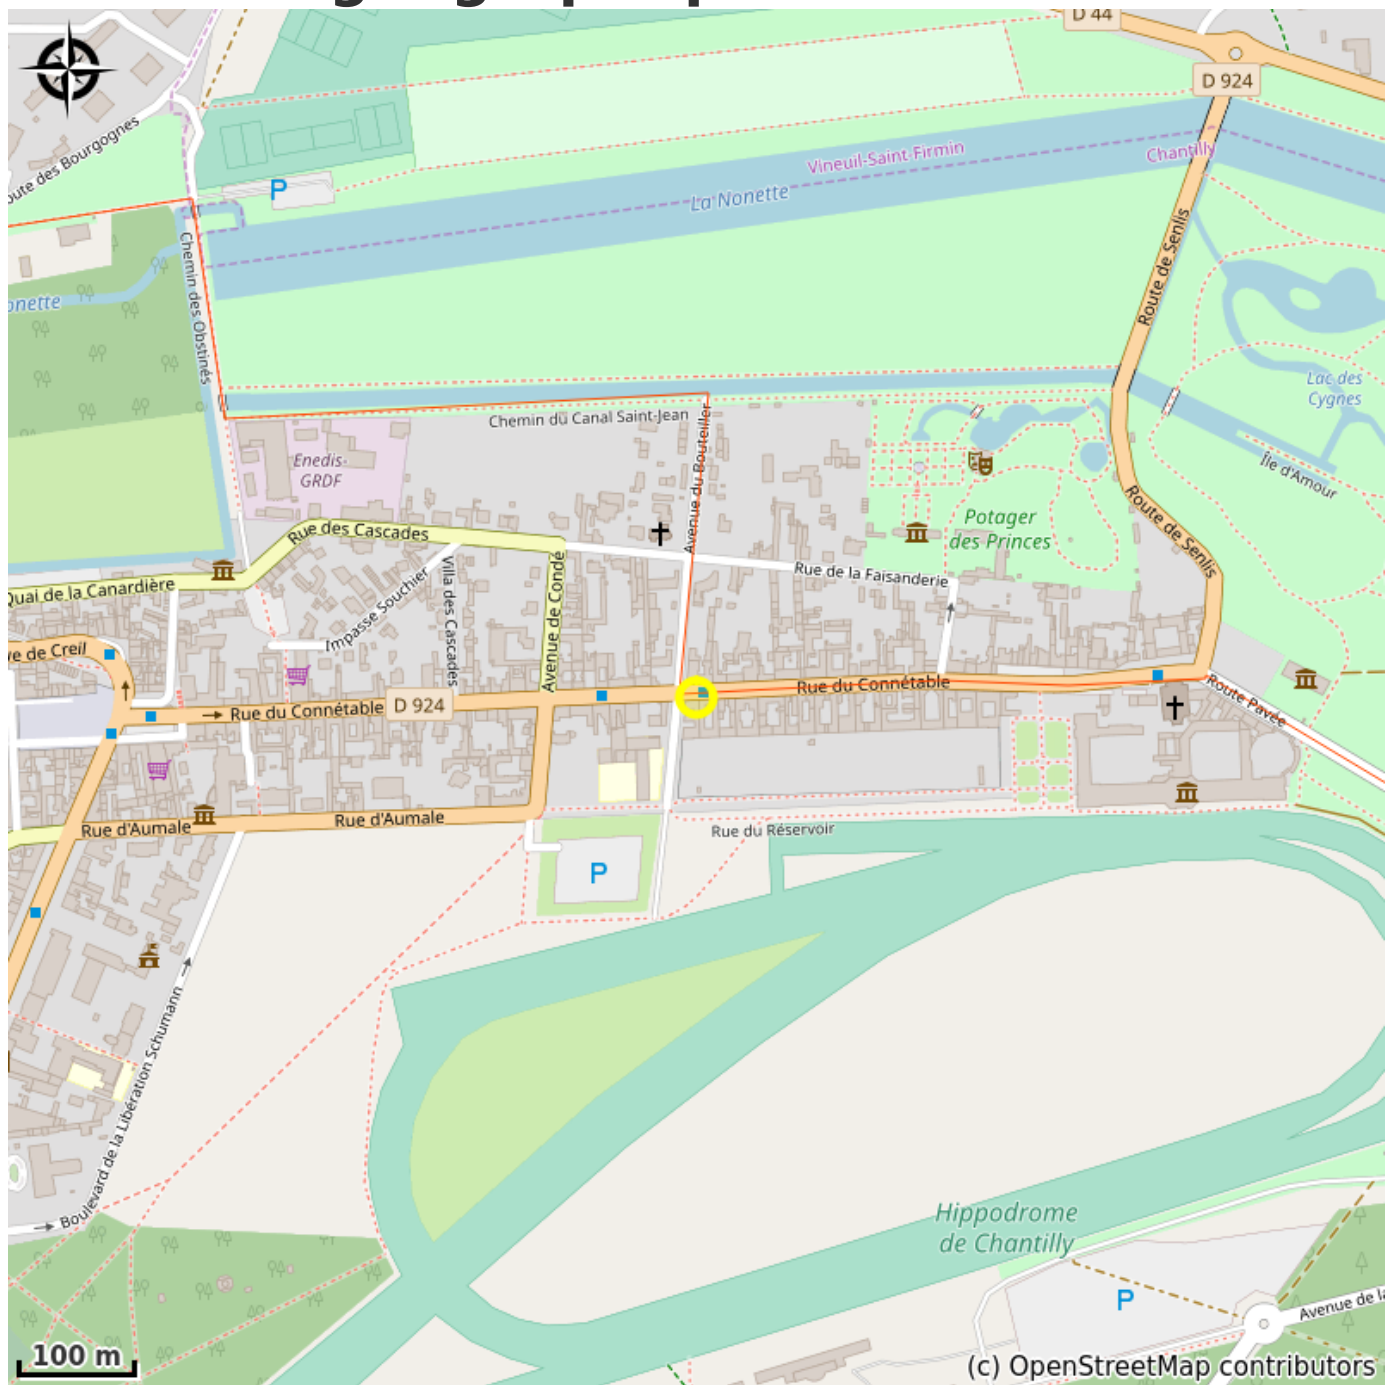 D 44
D 924
oute des Bourgognes
P
Vineuil-Saint-Firmin
Chantilly
La Nonette
Chemin des Obstinés
onette
Route de Senlis
Lac des
Cygnes
Chemin du Canal Saint-Jean
Avenue du Bouteiller
Île d'Amour
Enedis-
GRDF
Route de Senlis
Potager
des Princes
Rue des Cascades
Rue de la Faisanderie
Quai de la Canardière
Impasse Souchier
Villa des Cascades
Avenue de Condé
ve de Creil
Rue du Connétable
Route Pavée
Rue du Connétable
D 924
Rue d'Aumale
Rue d'Aumale
Rue du Réservoir
P
Boulevard de la Libération Schumann
Hippodrome
de Chantilly
P
Avenue de la
100 m
(c) OpenStreetMap contributors